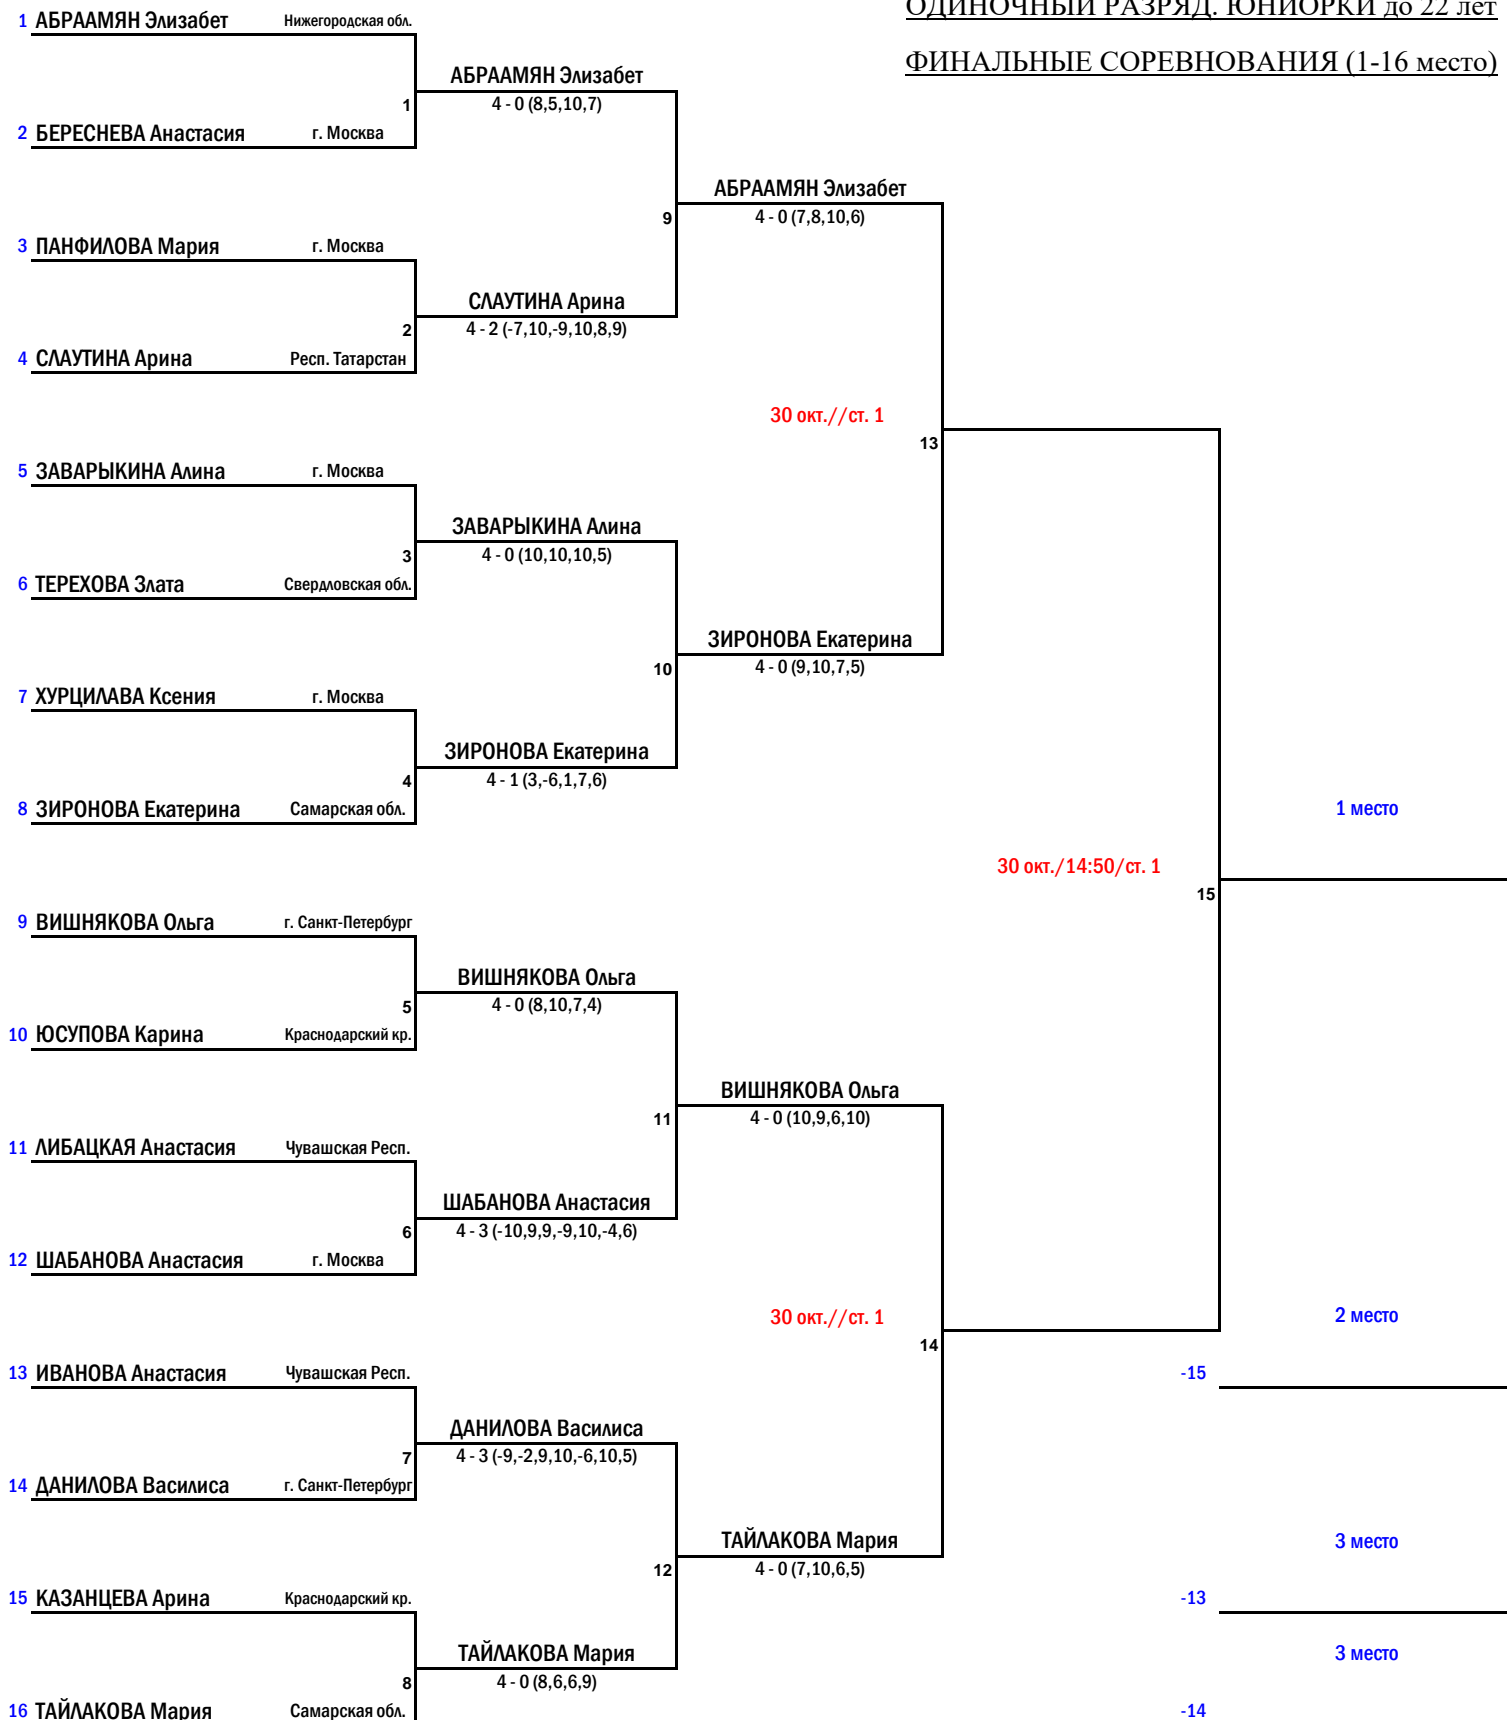 ОДИНОЧНЫЙ РАЗРЯД. ЮНИОРКИ до 22 лет
1 АБРААМЯН Элизабет Нижегородская обл.
ФИНАЛЬНЫЕ СОРЕВНОВАНИЯ (1-16 место)
АБРААМЯН Элизабет
1 4 - 0 (8,5,10,7)
2 БЕРЕСНЕВА Анастасия г. Москва
АБРААМЯН Элизабет
9 4 - 0 (7,8,10,6)
3 ПАНФИЛОВА Мария г. Москва
СЛАУТИНА Арина
2 4 - 2 (-7,10,-9,10,8,9)
4 СЛАУТИНА Арина Респ. Татарстан
30 окт.//ст. 1
13
5 ЗАВАРЫКИНА Алина г. Москва
ЗАВАРЫКИНА Алина
3 4 - 0 (10,10,10,5)
6 ТЕРЕХОВА Злата Свердловская обл.
ЗИРОНОВА Екатерина
10 4 - 0 (9,10,7,5)
7 ХУРЦИЛАВА Ксения г. Москва
ЗИРОНОВА Екатерина
4 4 - 1 (3,-6,1,7,6)
8 ЗИРОНОВА Екатерина Самарская обл. 1 место
30 окт./14:50/ст. 1
15
9 ВИШНЯКОВА Ольга г. Санкт-Петербург
ВИШНЯКОВА Ольга
5 4 - 0 (8,10,7,4)
10 ЮСУПОВА Карина Краснодарский кр.
ВИШНЯКОВА Ольга
11 4 - 0 (10,9,6,10)
11 ЛИБАЦКАЯ Анастасия Чувашская Респ.
ШАБАНОВА Анастасия
6 4 - 3 (-10,9,9,-9,10,-4,6)
12 ШАБАНОВА Анастасия г. Москва
30 окт.//ст. 1 2 место
14
13 ИВАНОВА Анастасия Чувашская Респ. -15
ДАНИЛОВА Василиса
7 4 - 3 (-9,-2,9,10,-6,10,5)
14 ДАНИЛОВА Василиса г. Санкт-Петербург
ТАЙЛАКОВА Мария 3 место
12 4 - 0 (7,10,6,5)
15 КАЗАНЦЕВА Арина Краснодарский кр. -13
ТАЙЛАКОВА Мария 3 место
8 4 - 0 (8,6,6,9)
16 ТАЙЛАКОВА Мария Самарская обл. -14